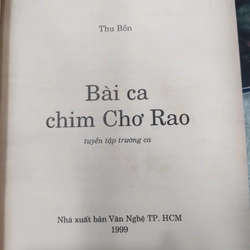 Thu Bồn
Bài ca
chim Chơ Rao
tuyển tập trường ca
Nhà xuất bản Văn Nghệ TP. HCM
1999